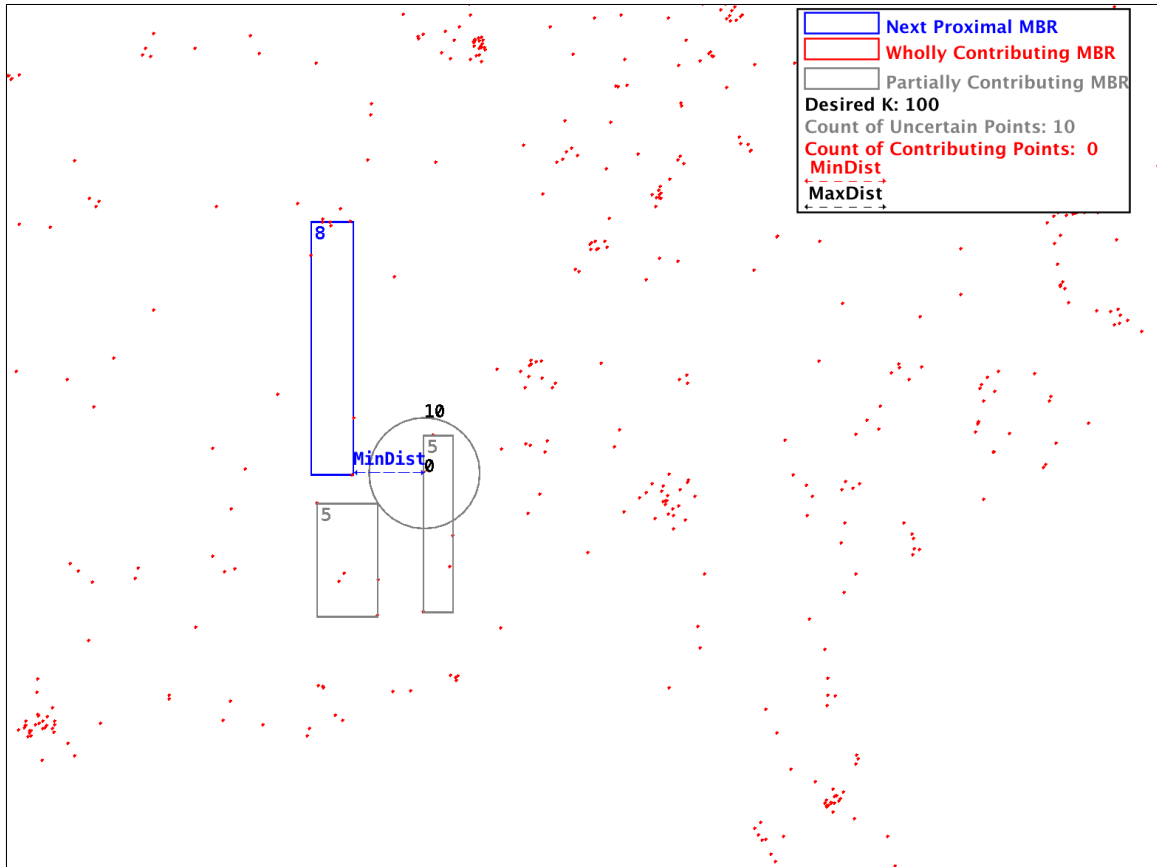 Next Proximal MBR
Wholly Contributing MBR
Partially Contributing MBR
Desired K: 100
Count of Uncertain Points: 10
Count of Contributing Points: 0
MinDist
MaxDist
8
10
5
MinDist
0
5